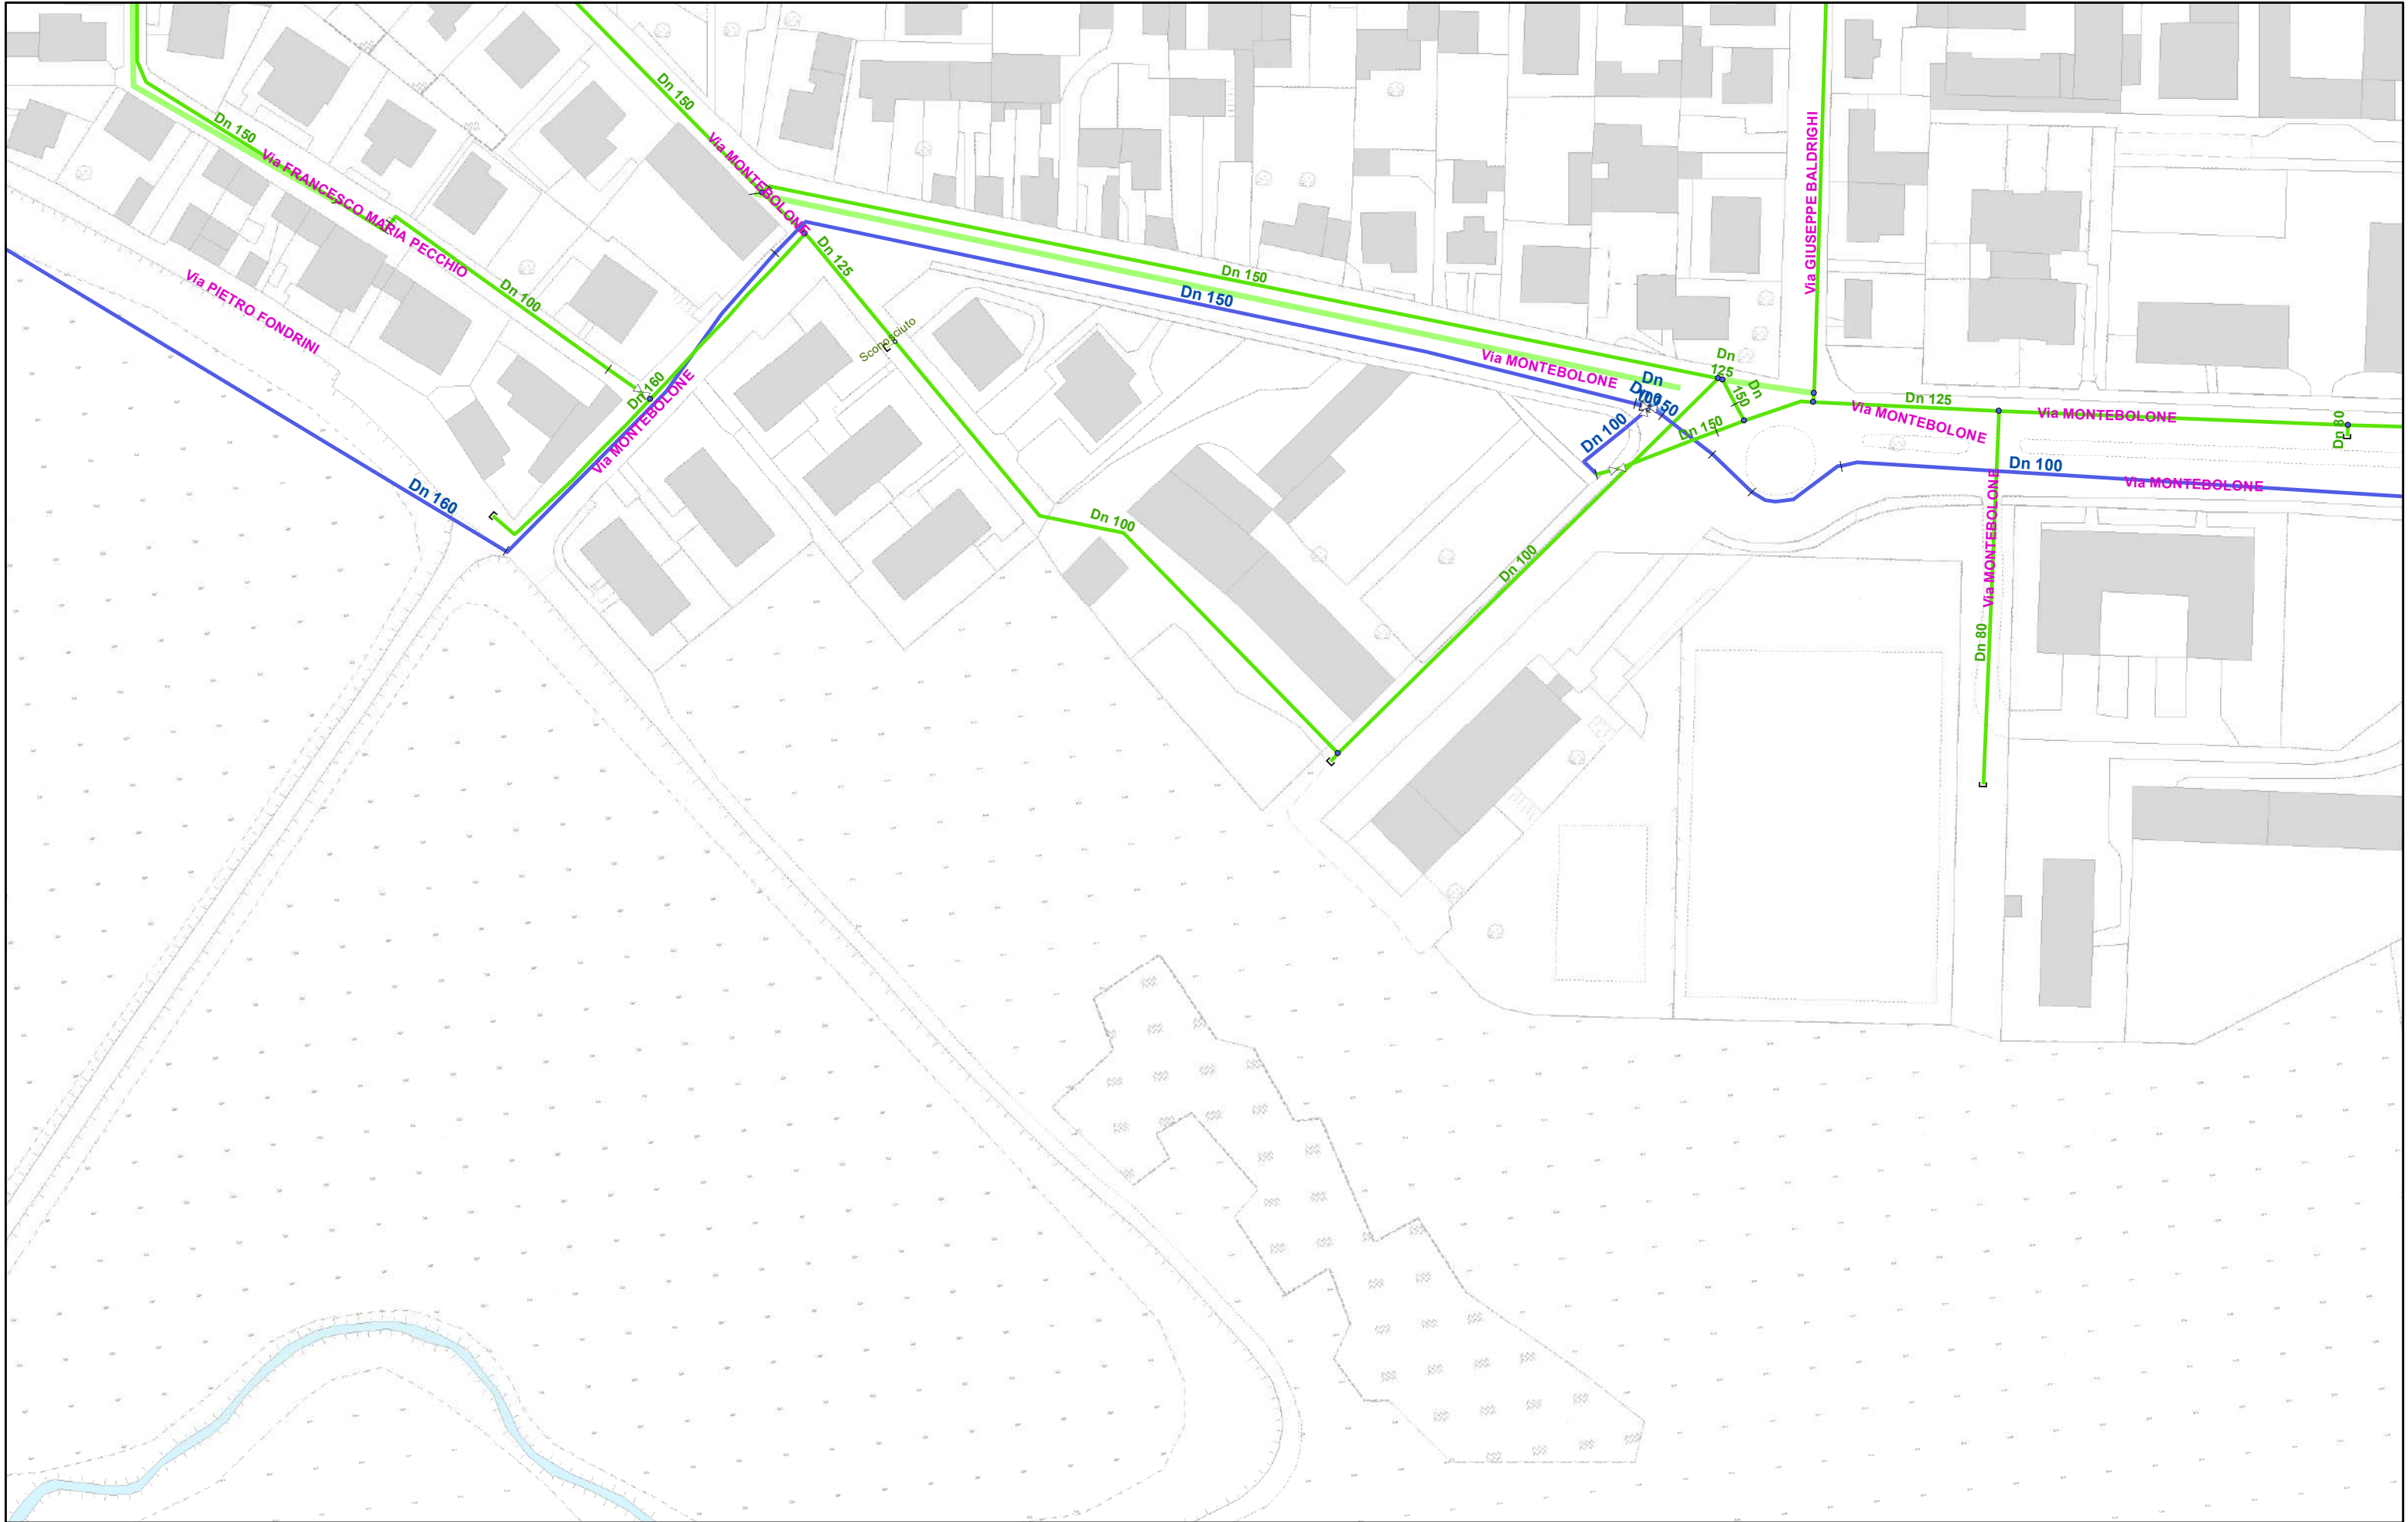 Dn 150
Via MONTEBOLONE
Dn 150
Via FRANCESCO MARIA PECCHIO
Via GIUSEPPE BALDRIGHI
Dn 125
Dn 150
Dn 150
Dn 100
Via PIETRO FONDRINI
Sconosciuto
Via MONTEBOLONE
Dn
125
Dn
150
Dn
100
Dn 150
Dn 160
Via MONTEBOLONE
Dn 125
Via MONTEBOLONE
Via MONTEBOLONE
Dn 80
Dn 150
Dn 100
Dn 100
Via MONTEBOLONE
Dn 160
Dn 100
Via MONTEBOLONE
Dn 100
Dn 80